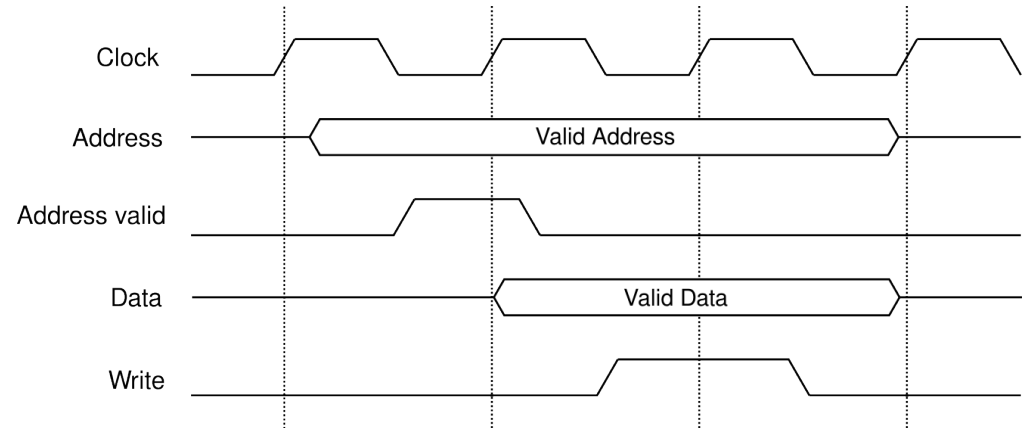 Clock
Address
Valid Address
Address valid
Data
Valid Data
Write